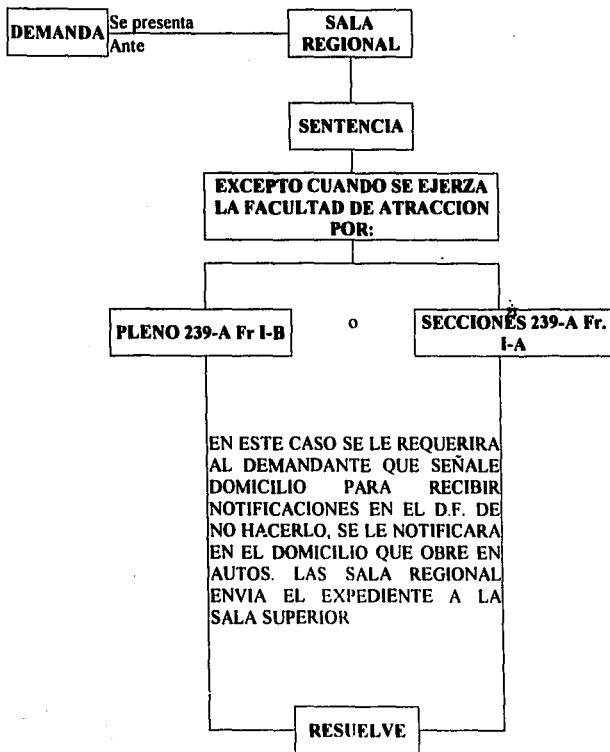 DEMANDA
Se presenta
Ante
SALA
REGIONAL
SENTENCIA
EXCEPTO CUANDO SE EJERZA
LA FACULTAD DE ATRACCION
POR:
PLENO 239-A Fr I-B
o
SECCIONES 239-A Fr.
I-A
EN ESTE CASO SE LE REQUERIRA
AL DEMANDANTE QUE SEÑALE
DOMICILIO PARA RECIBIR
NOTIFICACIONES EN EL D.F. DE
NO HACERLO, SE LE NOTIFICARA
EN EL DOMICILIO QUE OBRE EN
AUTOS. LAS SALA REGIONAL
ENVIA EL EXPEDIENTE A LA
SALA SUPERIOR
RESUELVE